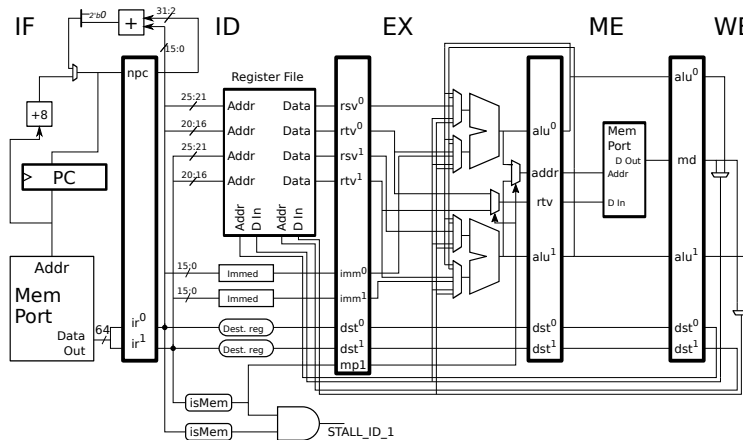 IF
ID
EX
ME
WB
2'b0
+
31:2
15:0
+8
PC
npc
Addr
Mem
Port
Data
Out
64
ir0
ir1
Register File
25:21
Addr
Data
20:16
Addr
Data
25:21
Addr
Data
20:16
Addr
Data
Addr
D In
Addr
D In
15:0
Immed
15:0
Immed
Dest. reg
Dest. reg
isMem
isMem
STALL_ID_1
rsv0
rtv0
rsv1
rtv1
imm0
imm1
dst0
dst1
mp1
alu0
addr
rtv
alu1
dst0
dst1
Mem
Port
D Out
Addr
D In
alu0
md
alu1
dst0
dst1